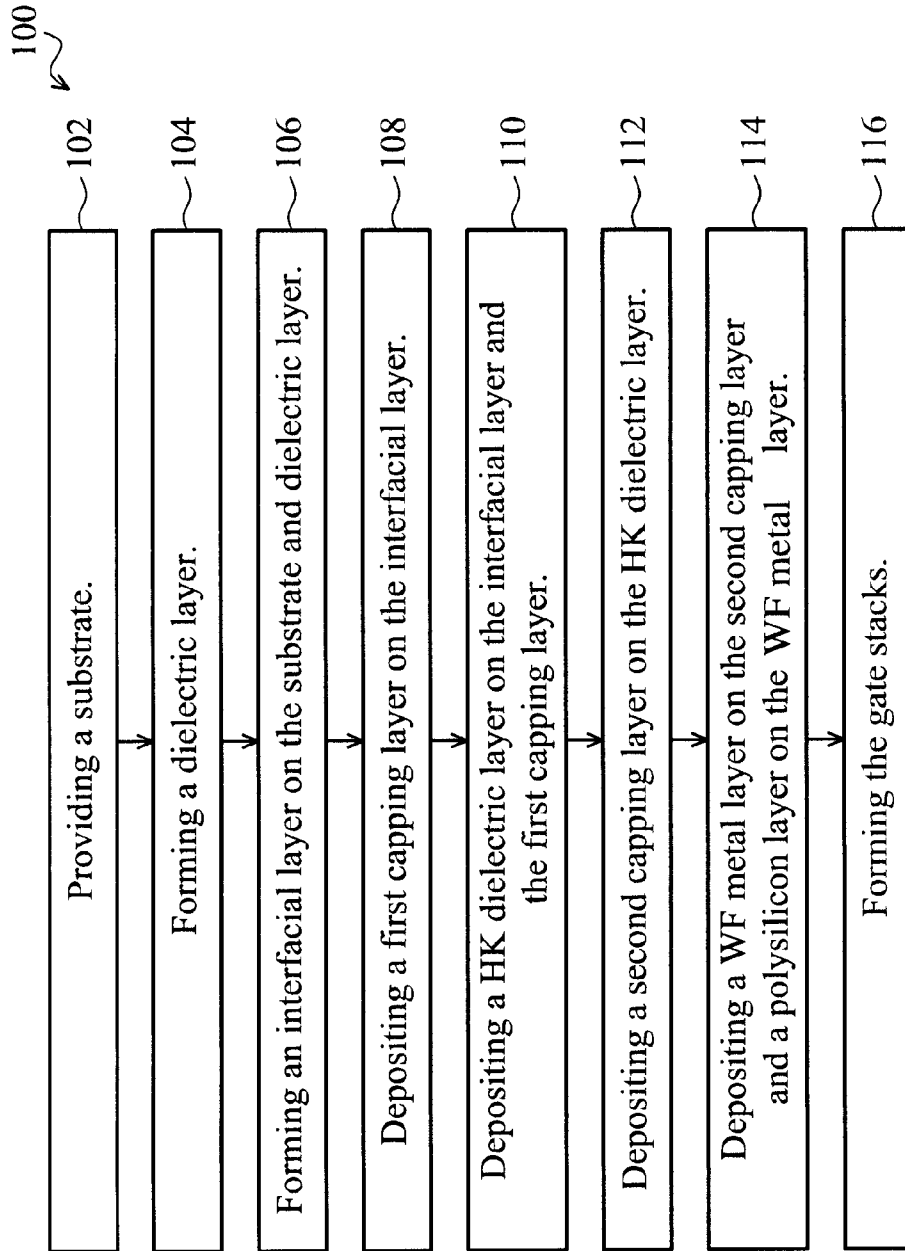 100
Providing a substrate.
102
Forming a dielectric layer.
104
Forming an interfacial layer on the substrate and dielectric layer.
106
Depositing a first capping layer on the interfacial layer.
108
Depositing a HK dielectric layer on the interfacial layer and
the first capping layer.
110
Depositing a second capping layer on the HK dielectric layer.
112
Depositing a WF metal layer on the second capping layer
and a polysilicon layer on the WF metal layer.
114
Forming the gate stacks.
116